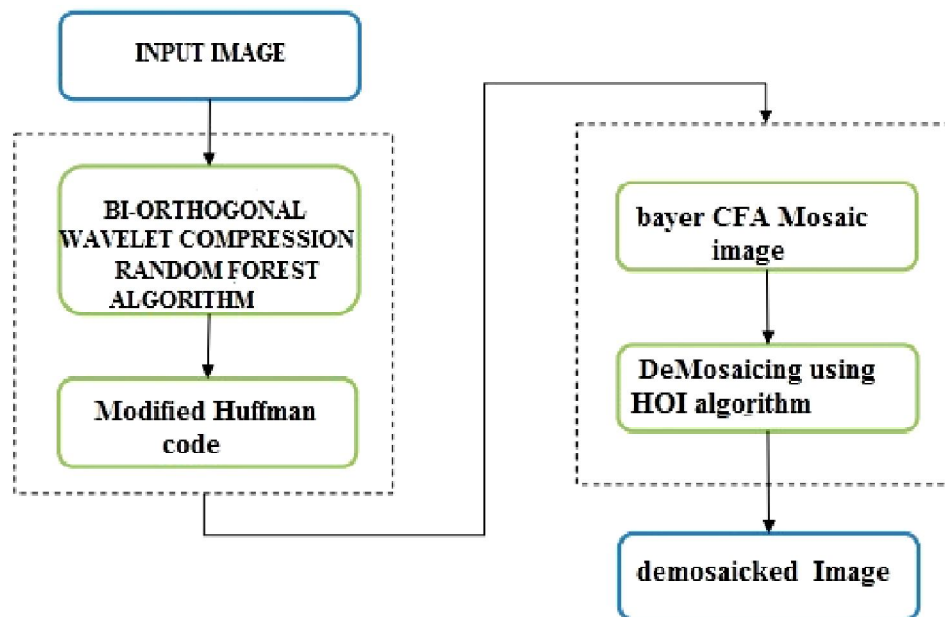 INPUT IMAGE
BI-ORTHOGONAL
WAVELET COMPRESSION
RANDOM FOREST
ALGORITHM
Modified Huffman
code
bayer CFA Mosaic
image
DeMosaicing using
HOI algorithm
demosaicked Image